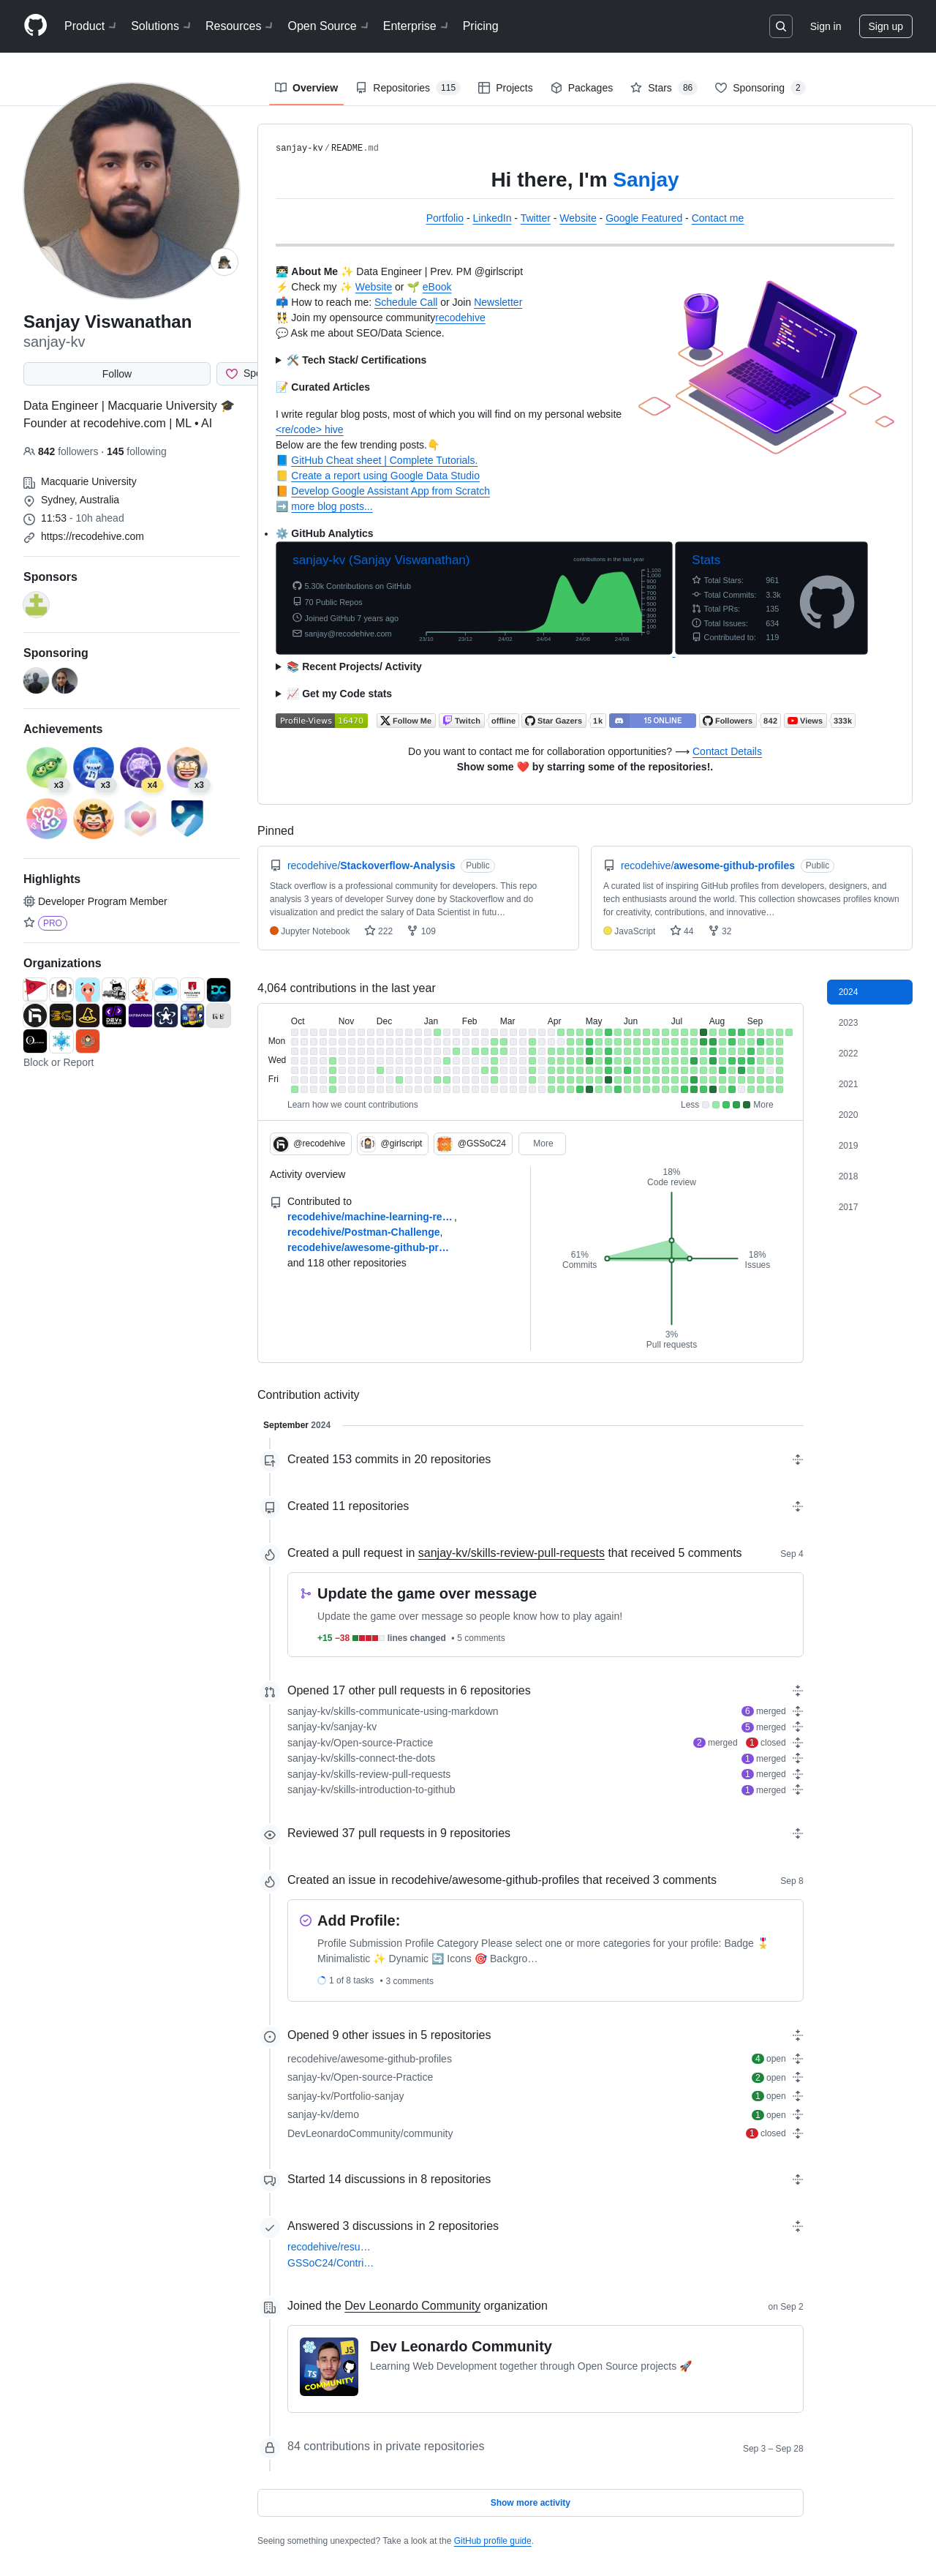 Product Solutions Resources Open Source Enterprise Pricing Sign in Sign up
Overview Repositories 115 Projects Packages Stars 86 Sponsoring 2
Sanjay Viswanathan
sanjay-kv
Follow
Spo
Data Engineer | Macquarie University 🎓
Founder at recodehive.com | ML • AI
842 followers · 145 following
Macquarie University
Sydney, Australia
11:53 - 10h ahead
https://recodehive.com
Sponsors
Sponsoring
Achievements
x3 x3 x4 x3
YOLO
Highlights
Developer Program Member
PRO
Organizations
Block or Report
sanjay-kv/README.md
Hi there, I'm Sanjay
Portfolio - LinkedIn - Twitter - Website - Google Featured - Contact me
👨🏻‍💻 About Me ✨ Data Engineer | Prev. PM @girlscript
⚡ Check my ✨ Website or 🌱 eBook
📫 How to reach me: Schedule Call or Join Newsletter
👯 Join my opensource communityrecodehive
💬 Ask me about SEO/Data Science.
🛠️ Tech Stack/ Certifications
📝 Curated Articles
I write regular blog posts, most of which you will find on my personal website
<re/code> hive
Below are the few trending posts.👇
📘 GitHub Cheat sheet | Complete Tutorials.
📒 Create a report using Google Data Studio
📙 Develop Google Assistant App from Scratch
➡️ more blog posts...
⚙️ GitHub Analytics
sanjay-kv (Sanjay Viswanathan)
contributions in the last year
5.30k Contributions on GitHub
70 Public Repos
Joined GitHub 7 years ago
sanjay@recodehive.com
1,100
1,000
900
800
700
600
500
400
300
200
100
0
23/10 23/12 24/02 24/04 24/06 24/08
Stats
Total Stars: 961
Total Commits: 3.3k
Total PRs: 135
Total Issues: 634
Contributed to: 119
📚 Recent Projects/ Activity
📈 Get my Code stats
Profile-Views 16470 Follow Me Twitch offline Star Gazers 1k 15 ONLINE Followers 842 Views 333k
Do you want to contact me for collaboration opportunities? ⟶ Contact Details
Show some ❤️ by starring some of the repositories!.
Pinned
recodehive/Stackoverflow-Analysis Public
Stack overflow is a professional community for developers. This repo
analysis 3 years of developer Survey done by Stackoverflow and do
visualization and predict the salary of Data Scientist in futu…
Jupyter Notebook 222 109
recodehive/awesome-github-profiles Public
A curated list of inspiring GitHub profiles from developers, designers, and
tech enthusiasts around the world. This collection showcases profiles known
for creativity, contributions, and innovative…
JavaScript 44 32
4,064 contributions in the last year
2024
2023
2022
2021
2020
2019
2018
2017
Oct Nov Dec Jan Feb Mar Apr May Jun Jul Aug Sep
Mon
Wed
Fri
Learn how we count contributions Less More
@recodehive @girlscript @GSSoC24 More
Activity overview
Contributed to
recodehive/machine-learning-re… ,
recodehive/Postman-Challenge,
recodehive/awesome-github-pr…
and 118 other repositories
18%
Code review
61%
Commits
18%
Issues
3%
Pull requests
Contribution activity
September 2024
Created 153 commits in 20 repositories
Created 11 repositories
Created a pull request in sanjay-kv/skills-review-pull-requests that received 5 comments Sep 4
Update the game over message
Update the game over message so people know how to play again!
+15 −38 lines changed • 5 comments
Opened 17 other pull requests in 6 repositories
sanjay-kv/skills-communicate-using-markdown 6 merged
sanjay-kv/sanjay-kv 5 merged
sanjay-kv/Open-source-Practice 2 merged 1 closed
sanjay-kv/skills-connect-the-dots 1 merged
sanjay-kv/skills-review-pull-requests 1 merged
sanjay-kv/skills-introduction-to-github 1 merged
Reviewed 37 pull requests in 9 repositories
Created an issue in recodehive/awesome-github-profiles that received 3 comments Sep 8
Add Profile:
Profile Submission Profile Category Please select one or more categories for your profile: Badge 🎖️
Minimalistic ✨ Dynamic 🔄 Icons 🎯 Backgro…
1 of 8 tasks • 3 comments
Opened 9 other issues in 5 repositories
recodehive/awesome-github-profiles 4 open
sanjay-kv/Open-source-Practice 2 open
sanjay-kv/Portfolio-sanjay 1 open
sanjay-kv/demo 1 open
DevLeonardoCommunity/community 1 closed
Started 14 discussions in 8 repositories
Answered 3 discussions in 2 repositories
recodehive/resu…
GSSoC24/Contri…
Joined the Dev Leonardo Community organization on Sep 2
JS
TS
COMMUNITY
Dev Leonardo Community
Learning Web Development together through Open Source projects 🚀
84 contributions in private repositories Sep 3 – Sep 28
Show more activity
Seeing something unexpected? Take a look at the GitHub profile guide.